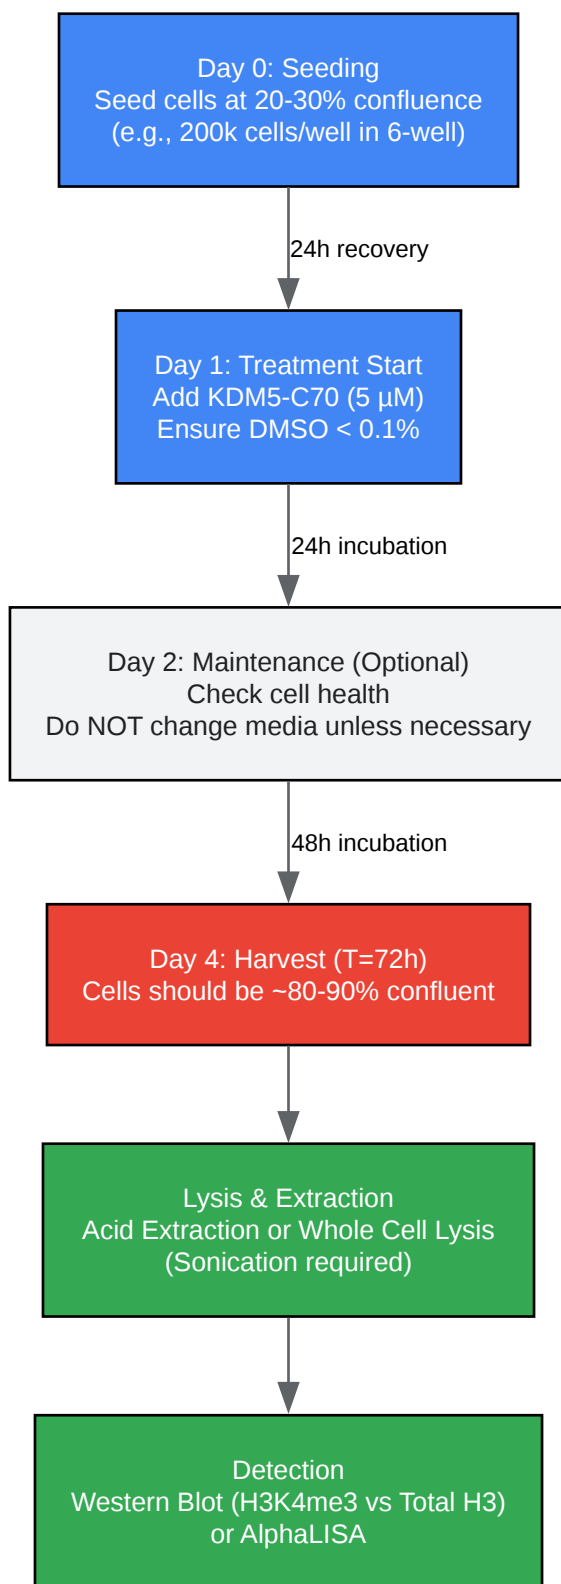 Day 0: Seeding
Seed cells at 20-30% confluence
(e.g., 200k cells/well in 6-well)
24h recovery
Day 1: Treatment Start
Add KDM5-C70 (5 µM)
Ensure DMSO < 0.1%
24h incubation
Day 2: Maintenance (Optional)
Check cell health
Do NOT change media unless necessary
48h incubation
Day 4: Harvest (T=72h)
Cells should be ~80-90% confluent
Lysis & Extraction
Acid Extraction or Whole Cell Lysis
(Sonication required)
Detection
Western Blot (H3K4me3 vs Total H3)
or AlphaLISA